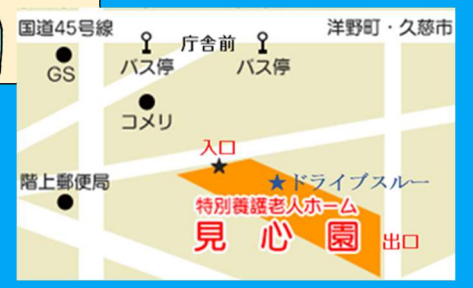 国道45号線
洋野町・久慈市
庁舎前
GS
バス停
バス停
コメリ
入口
★
階上郵便局
★ドライブスルー
特別養護老人ホーム
見心園
出口